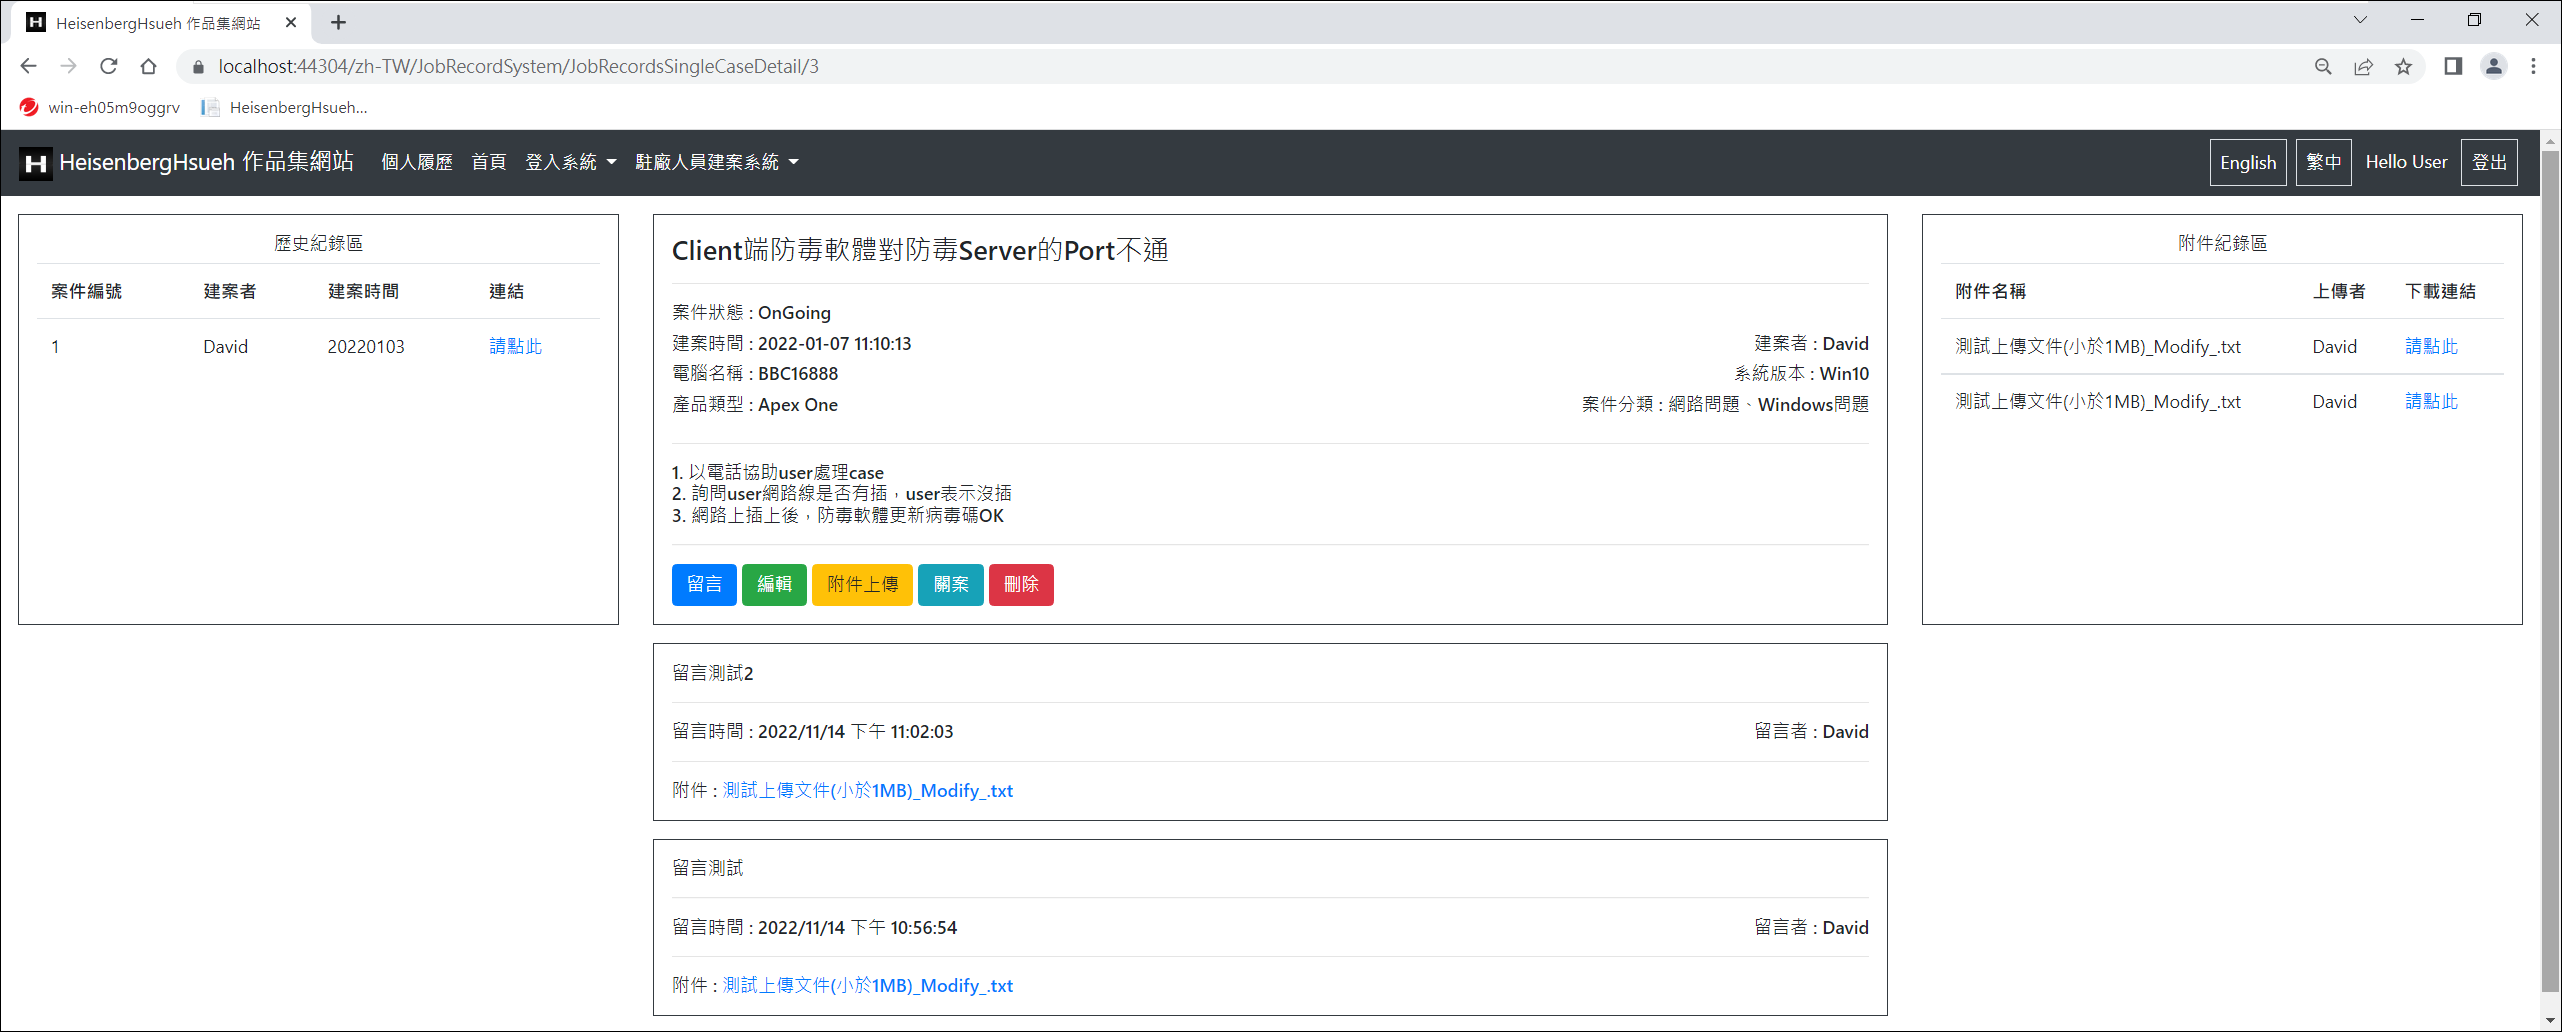 HeisenbergHsueh 作品集網站
localhost:44304/zh-TW/JobRecordSystem/JobRecordsSingleCaseDetail/3
win-eh05m9oggrv HeisenbergHsueh...
H HeisenbergHsueh 作品集網站 個人履歷 首頁 登入系統 駐廠人員建案系統 English 繁中 Hello User 登出
歷史紀錄區
案件編號 建案者 建案時間 連結
1 David 20220103 請點此
Client端防毒軟體對防毒Server的Port不通
案件狀態 : OnGoing
建案時間 : 2022-01-07 11:10:13 建案者 : David
電腦名稱 : BBC16888 系統版本 : Win10
產品類型 : Apex One 案件分類 : 網路問題、Windows問題
1. 以電話協助user處理case
2. 詢問user網路線是否有插，user表示沒插
3. 網路上插上後，防毒軟體更新病毒碼OK
留言 編輯 附件上傳 關案 刪除
附件紀錄區
附件名稱 上傳者 下載連結
測試上傳文件(小於1MB)_Modify_.txt David 請點此
測試上傳文件(小於1MB)_Modify_.txt David 請點此
留言測試2
留言時間 : 2022/11/14 下午 11:02:03 留言者 : David
附件 : 測試上傳文件(小於1MB)_Modify_.txt
留言測試
留言時間 : 2022/11/14 下午 10:56:54 留言者 : David
附件 : 測試上傳文件(小於1MB)_Modify_.txt